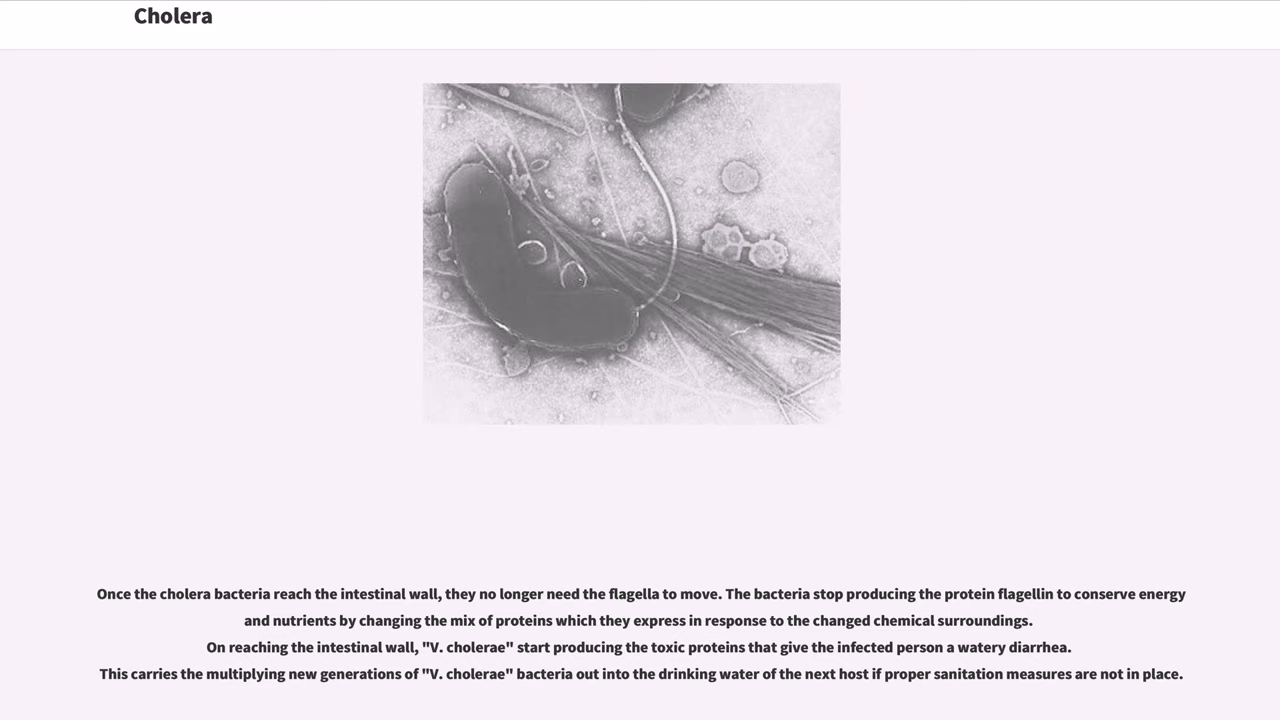 Cholera
Once the cholera bacteria reach the intestinal wall, they no longer need the flagella to move. The bacteria stop producing the protein flagellin to conserve energy
and nutrients by changing the mix of proteins which they express in response to the changed chemical surroundings.
On reaching the intestinal wall, "V. cholerae" start producing the toxic proteins that give the infected person a watery diarrhea.
This carries the multiplying new generations of "V. cholerae" bacteria out into the drinking water of the next host if proper sanitation measures are not in place.